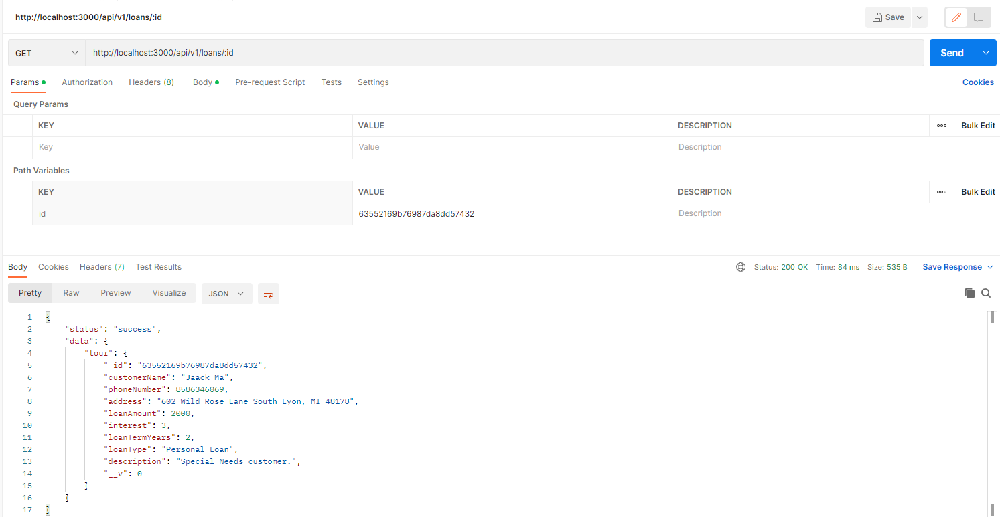 http://localhost:3000/api/v1/loans/:id Save
GET http://localhost:3000/api/v1/loans/:id Send
Params Authorization Headers (8) Body Pre-request Script Tests Settings Cookies
Query Params
KEY VALUE DESCRIPTION ooo Bulk Edit
Key Value Description
Path Variables
KEY VALUE DESCRIPTION ooo Bulk Edit
id 63552169b76987da8dd57432 Description
Body Cookies Headers (7) Test Results Status: 200 OK Time: 84 ms Size: 535 B Save Response
Pretty Raw Preview Visualize JSON
1 {
2 "status": "success",
3 "data": {
4 "tour": {
5 "_id": "63552169b76987da8dd57432",
6 "customerName": "Jaack Ma",
7 "phoneNumber": 8586346069,
8 "address": "602 Wild Rose Lane South Lyon, MI 48178",
9 "loanAmount": 2000,
10 "interest": 3,
11 "loanTermYears": 2,
12 "loanType": "Personal Loan",
13 "description": "Special Needs customer.",
14 "__v": 0
15 }
16 }
17 }